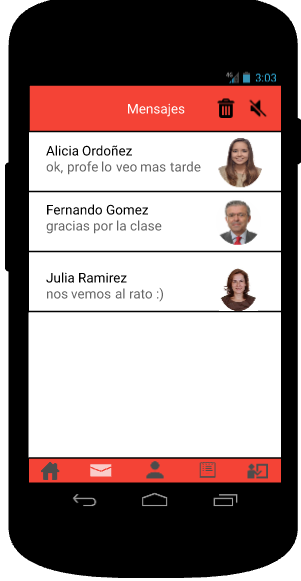 4G 3:03
Mensajes
Alicia Ordoñez
ok, profe lo veo mas tarde
Fernando Gomez
gracias por la clase
Julia Ramirez
nos vemos al rato :)